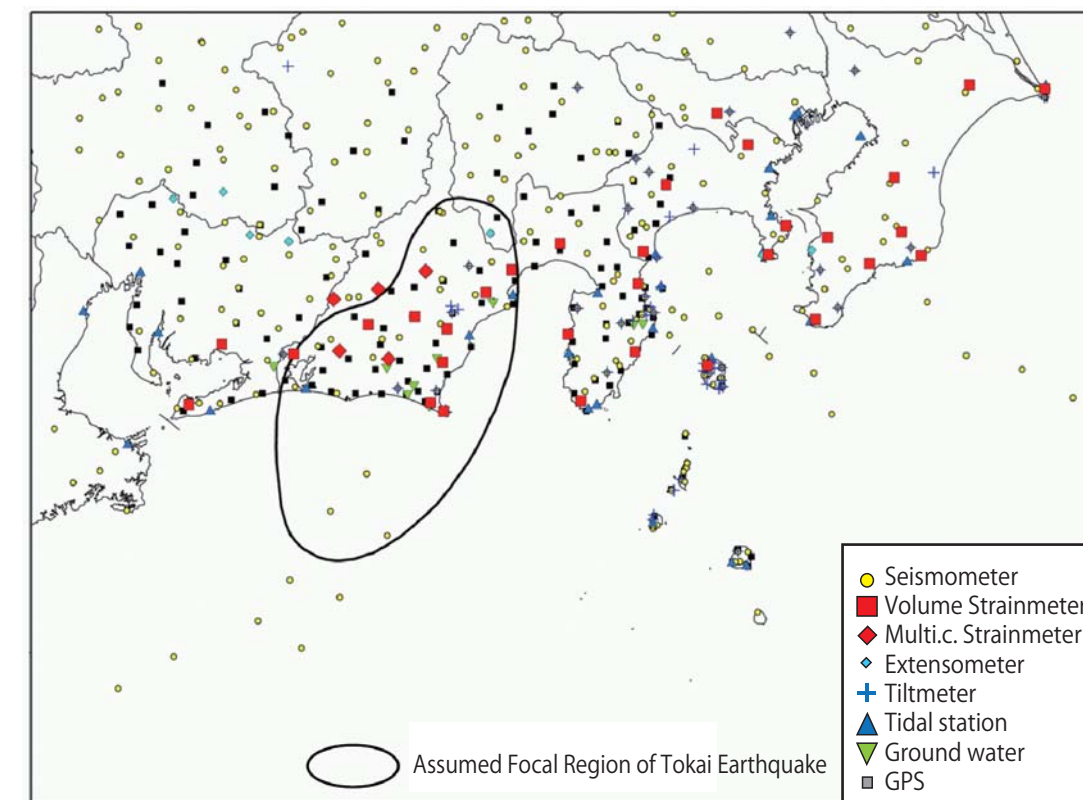 Seismometer
Volume Strainmeter
Multi.c. Strainmeter
Extensometer
Tiltmeter
Tidal station
Ground water
GPS
Assumed Focal Region of Tokai Earthquake